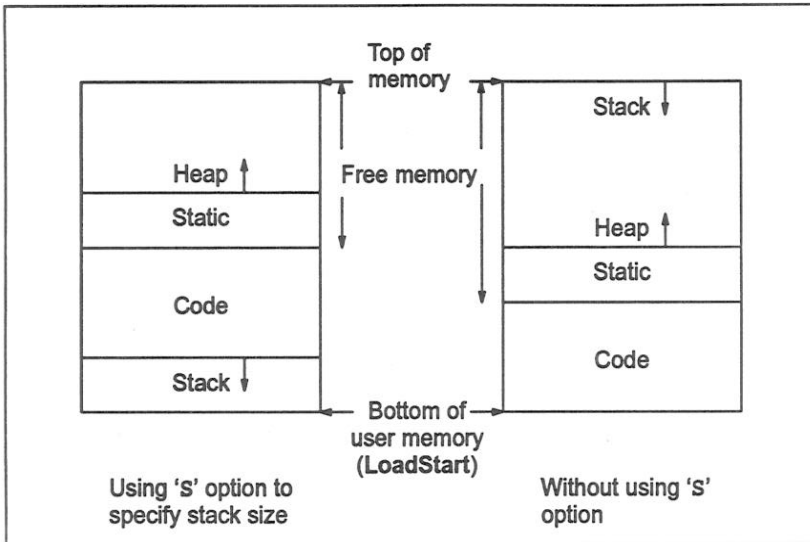 Top of
memory
Stack
Heap
Free memory
Static
Heap
Static
Code
Code
Stack
Bottom of
user memory
(LoadStart)
Using ‘S’ option to
specify stack size
Without using ‘S’
option